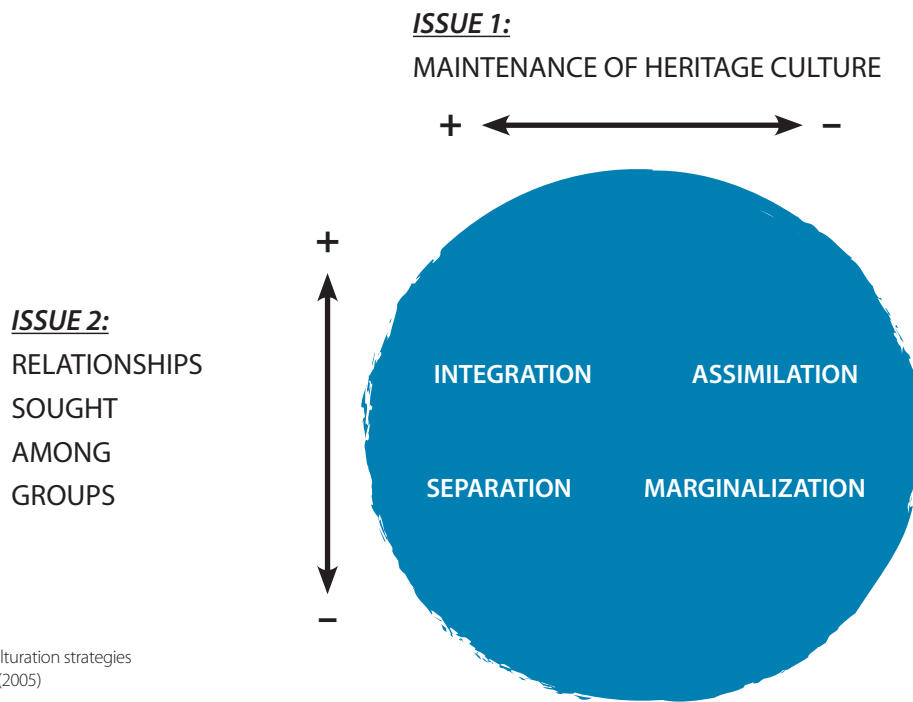 ISSUE 1:
MAINTENANCE OF HERITAGE CULTURE
+ –
+
ISSUE 2:
RELATIONSHIPS
SOUGHT
AMONG
GROUPS
INTEGRATION ASSIMILATION
SEPARATION MARGINALIZATION
–
lturation strategies
(2005)